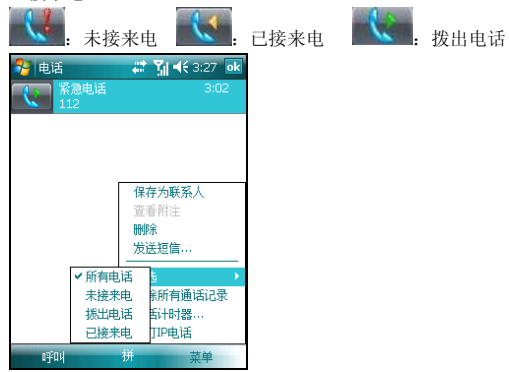 ：未接来电 ：已接来电 ：拨出电话
电话 3:27 ok
紧急电话 3:02
112
保存为联系人
查看附注
删除
发送短信...
选
所有电话
未接来电
除所有通话记录
拨出电话
话计时器...
已接来电
打IP电话
呼叫 拼 菜单